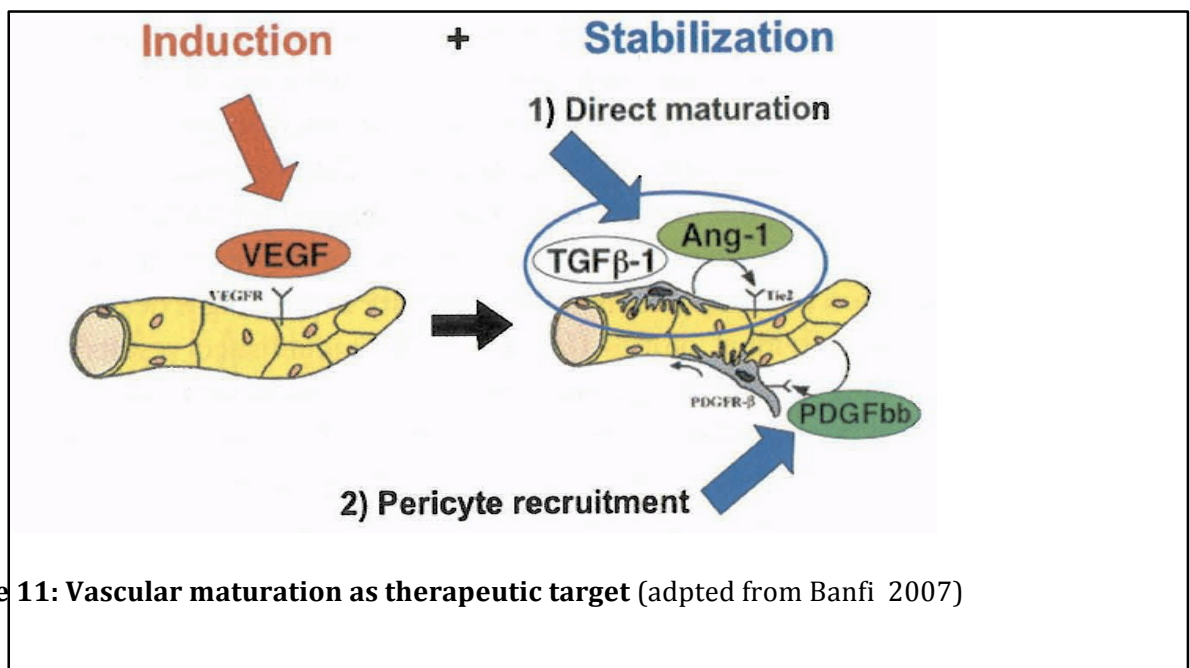 Induction + Stabilization
1) Direct maturation
VEGF
VEGFR
TGFβ-1
Ang-1
Tie2
PDGFR-β
PDGFbb
2) Pericyte recruitment
e 11: Vascular maturation as therapeutic target (adpted from Banfi 2007)